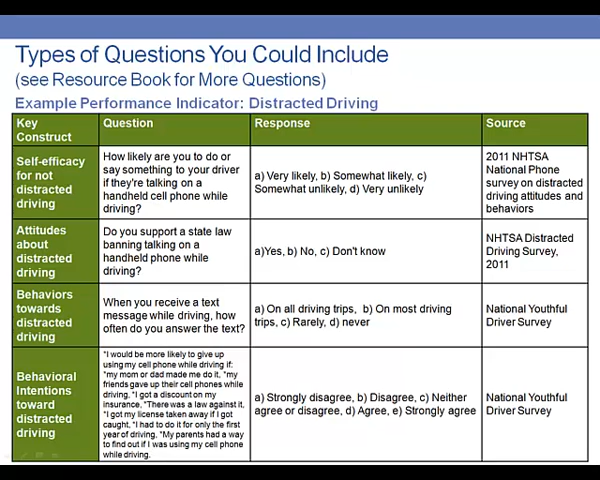 Types of Questions You Could Include
(see Resource Book for More Questions)
Example Performance Indicator: Distracted Driving
Key
Construct
Question
Response
Source
Self-efficacy
for not
distracted
driving
How likely are you to do or
say something to your driver
if they're talking on a
handheld cell phone while
driving?
a) Very likely, b) Somewhat likely, c)
Somewhat unlikely, d) Very unlikely
2011 NHTSA
National Phone
survey on distracted
driving attitudes and
behaviors
Attitudes
about
distracted
driving
Do you support a state law
banning talking on a
handheld phone while
driving?
a)Yes, b) No, c) Don't know
NHTSA Distracted
Driving Survey,
2011
Behaviors
towards
distracted
driving
When you receive a text
message while driving, how
often do you answer the text?
a) On all driving trips,  b) On most driving
trips, c) Rarely, d) never
National Youthful
Driver Survey
Behavioral
Intentions
toward
distracted
driving
*I would be more likely to give up
using my cell phone while driving if:
*my mom or dad made me do it, *my
friends gave up their cell phones while
driving, *I got a discount on my
insurance, *There was a law against it,
*I got my license taken away if I got
caught, *I had to do it for only the first
year of driving, *My parents had a way
to find out if I was using my cell phone
while driving.
a) Strongly disagree, b) Disagree, c) Neither
agree or disagree, d) Agree, e) Strongly agree
National Youthful
Driver Survey